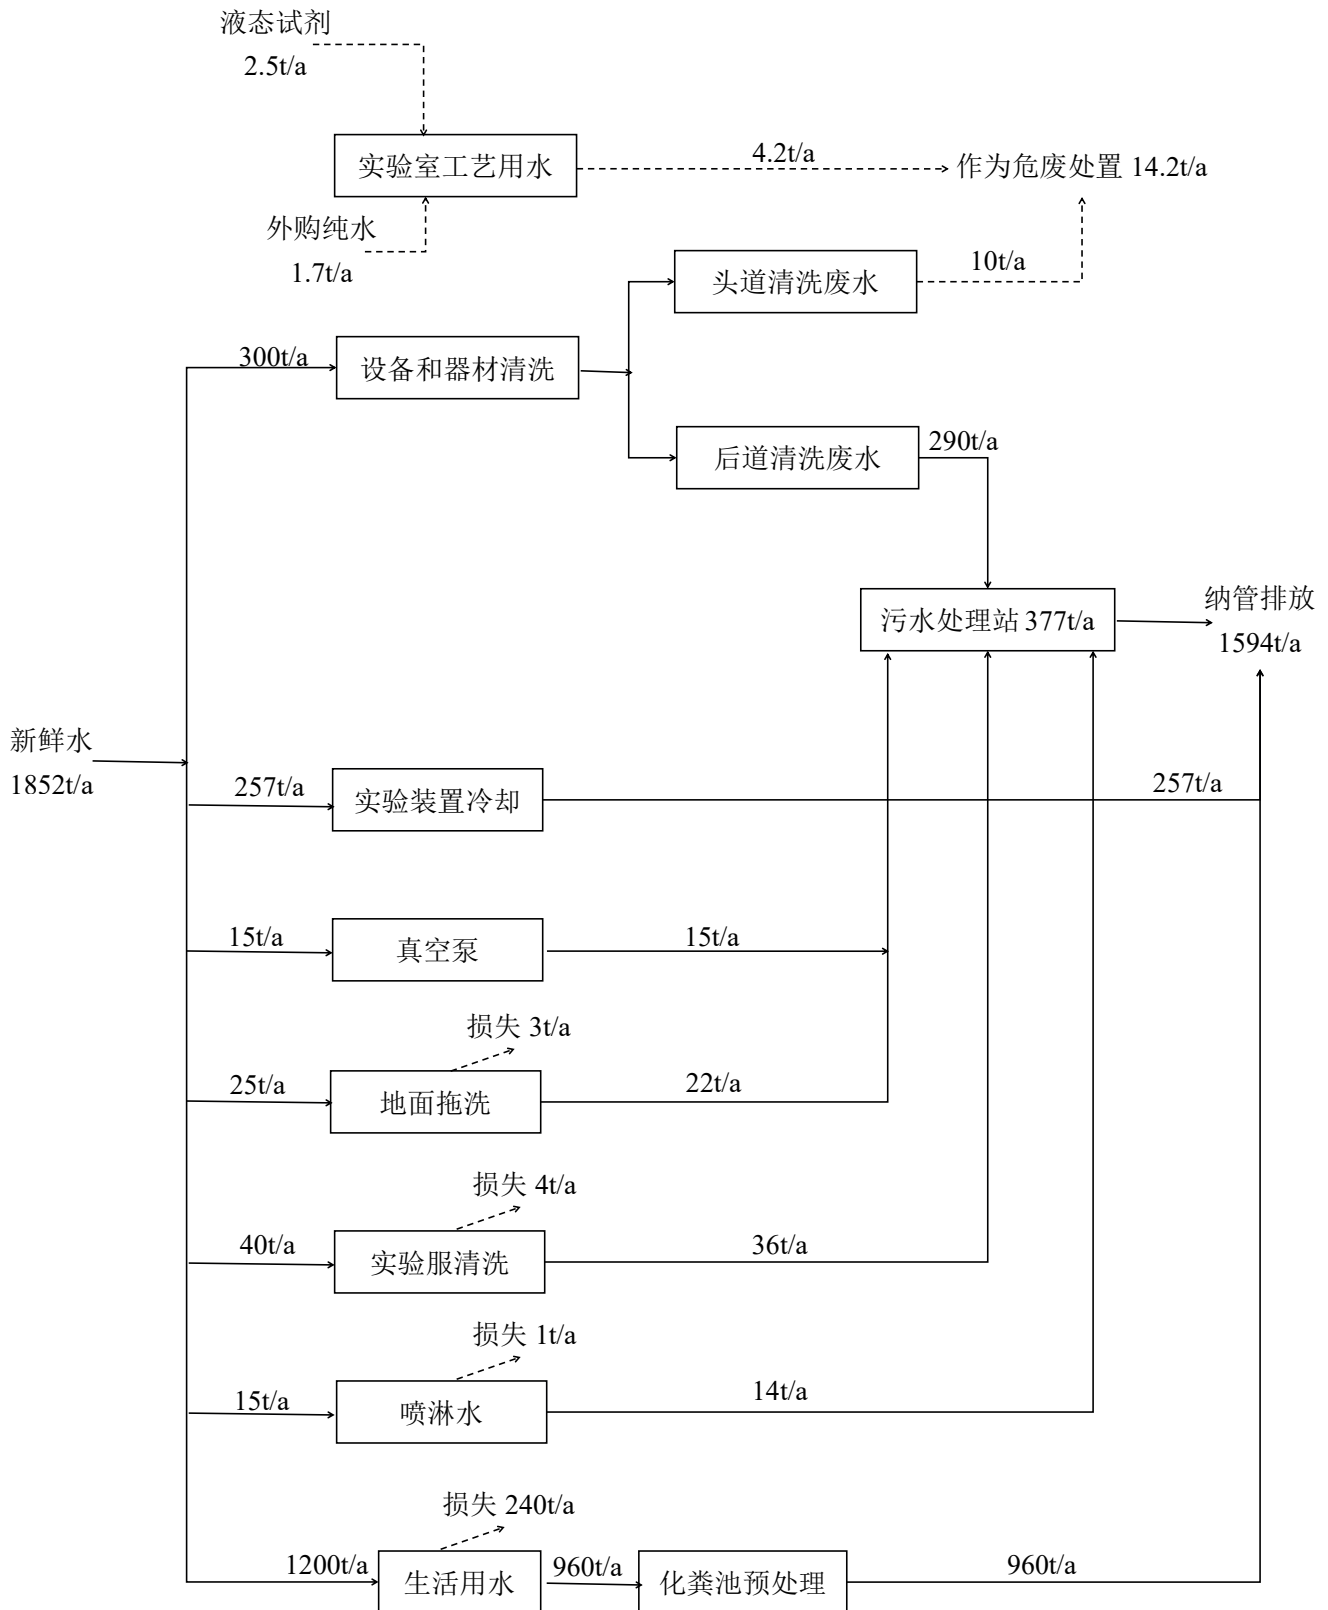 液态试剂
2.5t/a
实验室工艺用水
4.2t/a
作为危废处置 14.2t/a
外购纯水
1.7t/a
头道清洗废水
10t/a
300t/a
设备和器材清洗
后道清洗废水
290t/a
污水处理站 377t/a
纳管排放
1594t/a
新鲜水
1852t/a
257t/a
实验装置冷却
257t/a
15t/a
真空泵
15t/a
损失 3t/a
25t/a
地面拖洗
22t/a
损失 4t/a
40t/a
实验服清洗
36t/a
损失 1t/a
15t/a
喷淋水
14t/a
损失 240t/a
1200t/a
生活用水
960t/a
化粪池预处理
960t/a